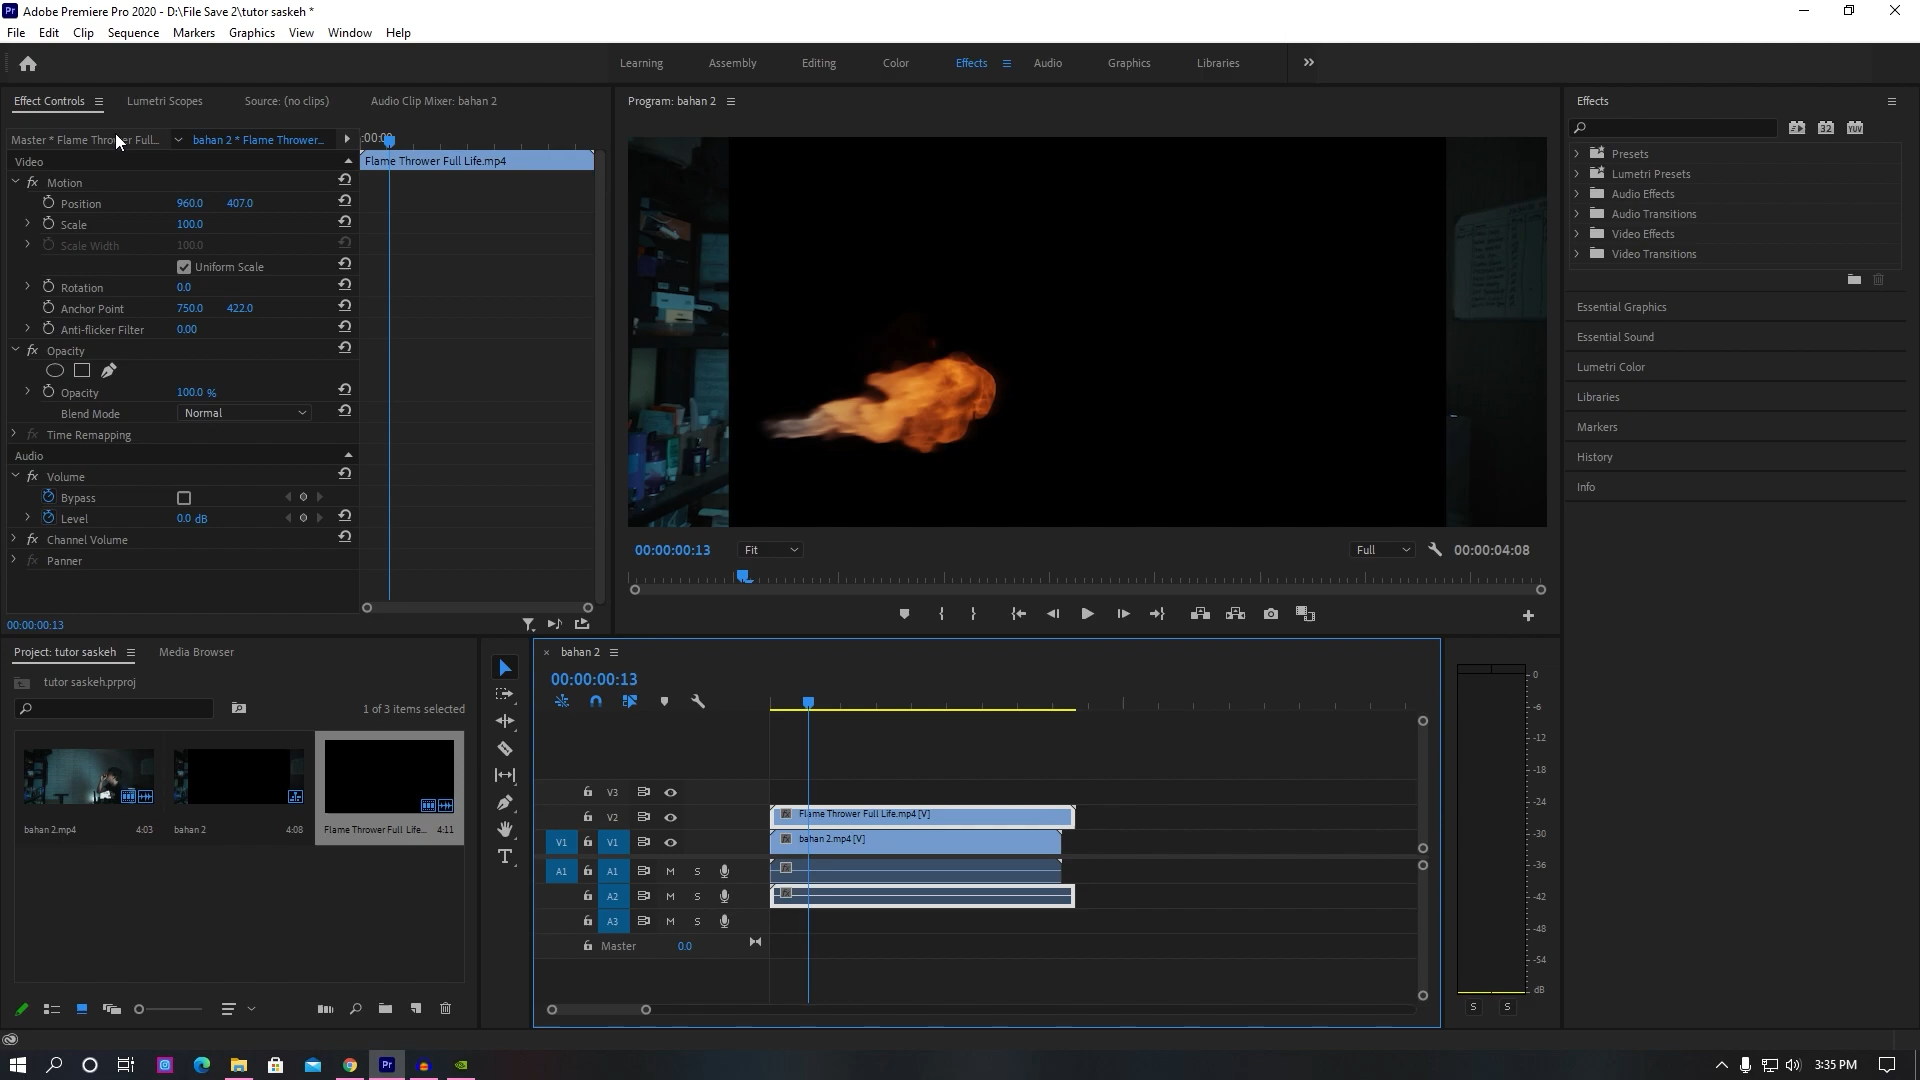 Adobe Premiere Pro 2020 - D:\File Save 2\tutor saskeh *
File Edit Clip Sequence Markers Graphics View Window Help
Learning Assembly Editing Color Effects Audio Graphics Libraries
Effect Controls Lumetri Scopes Source: (no clips) Audio Clip Mixer: bahan 2
Master * Flame Thrower Full... bahan 2 * Flame Thrower... :00:00
Video
Flame Thrower Full Life.mp4
Motion
Position 960.0 407.0
Scale 100.0
Scale Width 100.0
Uniform Scale
Rotation 0.0
Anchor Point 750.0 422.0
Anti-flicker Filter 0.00
Opacity
Opacity 100.0 %
Blend Mode Normal
Time Remapping
Audio
Volume
Bypass
Level 0.0 dB
Channel Volume
Panner
00:00:00:13
Program: bahan 2
00:00:00:13 Fit Full 00:00:04:08
Effects
32 YUV
Presets
Lumetri Presets
Audio Effects
Audio Transitions
Video Effects
Video Transitions
Essential Graphics
Essential Sound
Lumetri Color
Libraries
Markers
History
Info
Project: tutor saskeh Media Browser
tutor saskeh.prproj
1 of 3 items selected
bahan 2.mp4 4:03 bahan 2 4:08 Flame Thrower Full Life... 4:11
× bahan 2
00:00:00:13
V3
V2 Flame Thrower Full Life.mp4 [V]
V1 V1 bahan 2.mp4 [V]
A1 A1 M S
A2 M S
A3 M S
Master 0.0
0
-6
-12
-18
-24
-30
-36
-42
-48
-54
dB
S S
Pr 3:35 PM